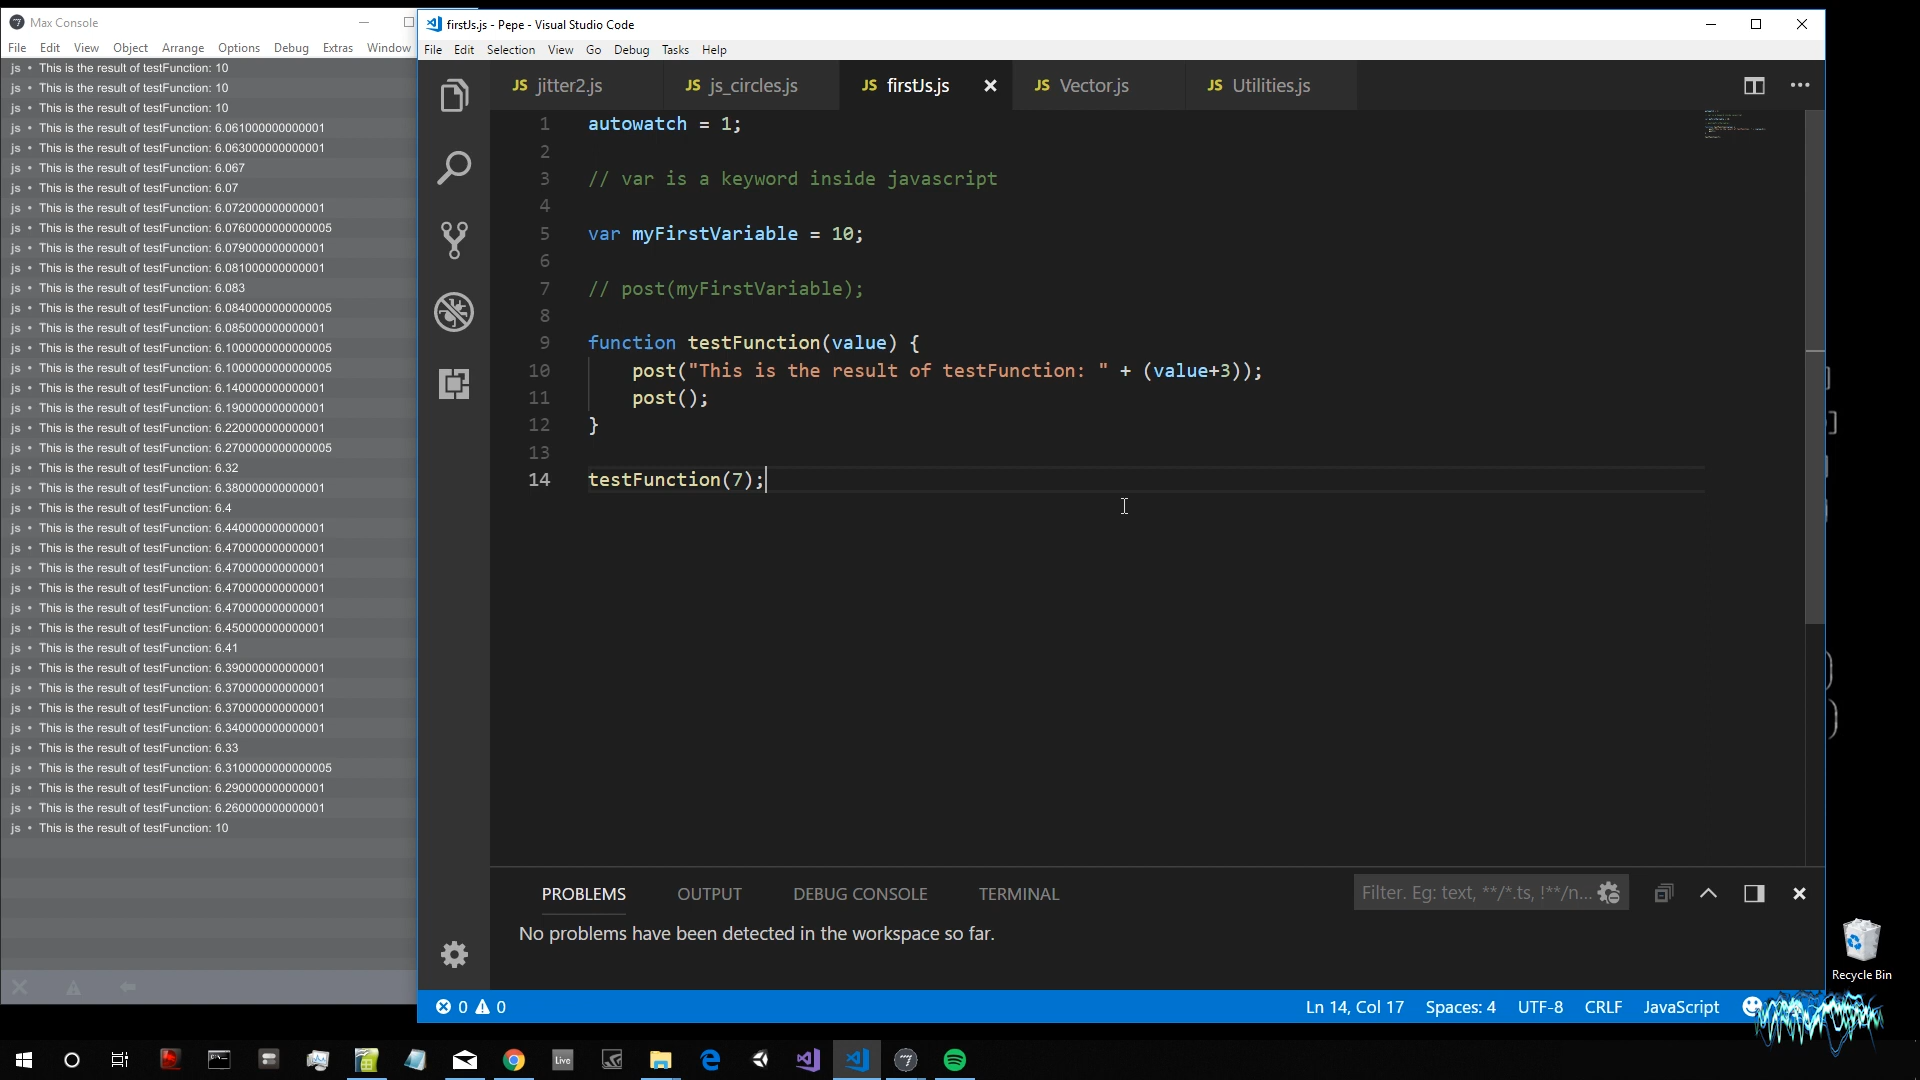 Max Console
File Edit View Object Arrange Options Debug Extras Window
js • This is the result of testFunction: 10
js • This is the result of testFunction: 10
js • This is the result of testFunction: 10
js • This is the result of testFunction: 6.061000000000001
js • This is the result of testFunction: 6.063000000000001
js • This is the result of testFunction: 6.067
js • This is the result of testFunction: 6.07
js • This is the result of testFunction: 6.072000000000001
js • This is the result of testFunction: 6.0760000000000005
js • This is the result of testFunction: 6.079000000000001
js • This is the result of testFunction: 6.081000000000001
js • This is the result of testFunction: 6.083
js • This is the result of testFunction: 6.0840000000000005
js • This is the result of testFunction: 6.085000000000001
js • This is the result of testFunction: 6.1000000000000005
js • This is the result of testFunction: 6.1000000000000005
js • This is the result of testFunction: 6.140000000000001
js • This is the result of testFunction: 6.190000000000001
js • This is the result of testFunction: 6.220000000000001
js • This is the result of testFunction: 6.2700000000000005
js • This is the result of testFunction: 6.32
js • This is the result of testFunction: 6.380000000000001
js • This is the result of testFunction: 6.4
js • This is the result of testFunction: 6.440000000000001
js • This is the result of testFunction: 6.470000000000001
js • This is the result of testFunction: 6.470000000000001
js • This is the result of testFunction: 6.470000000000001
js • This is the result of testFunction: 6.470000000000001
js • This is the result of testFunction: 6.450000000000001
js • This is the result of testFunction: 6.41
js • This is the result of testFunction: 6.390000000000001
js • This is the result of testFunction: 6.370000000000001
js • This is the result of testFunction: 6.370000000000001
js • This is the result of testFunction: 6.340000000000001
js • This is the result of testFunction: 6.33
js • This is the result of testFunction: 6.3100000000000005
js • This is the result of testFunction: 6.290000000000001
js • This is the result of testFunction: 6.260000000000001
js • This is the result of testFunction: 10
firstJs.js - Pepe - Visual Studio Code
File Edit Selection View Go Debug Tasks Help
JS jitter2.js JS js_circles.js JS firstJs.js JS Vector.js JS Utilities.js
1 autowatch = 1;
2
3 // var is a keyword inside javascript
4
5 var myFirstVariable = 10;
6
7 // post(myFirstVariable);
8
9 function testFunction(value) {
10 post("This is the result of testFunction: " + (value+3));
11 post();
12 }
13
14 testFunction(7);
PROBLEMS OUTPUT DEBUG CONSOLE TERMINAL Filter. Eg: text, **/*.ts, !**/n...
No problems have been detected in the workspace so far.
0 0 Ln 14, Col 17 Spaces: 4 UTF-8 CRLF JavaScript
Recycle Bin
Live